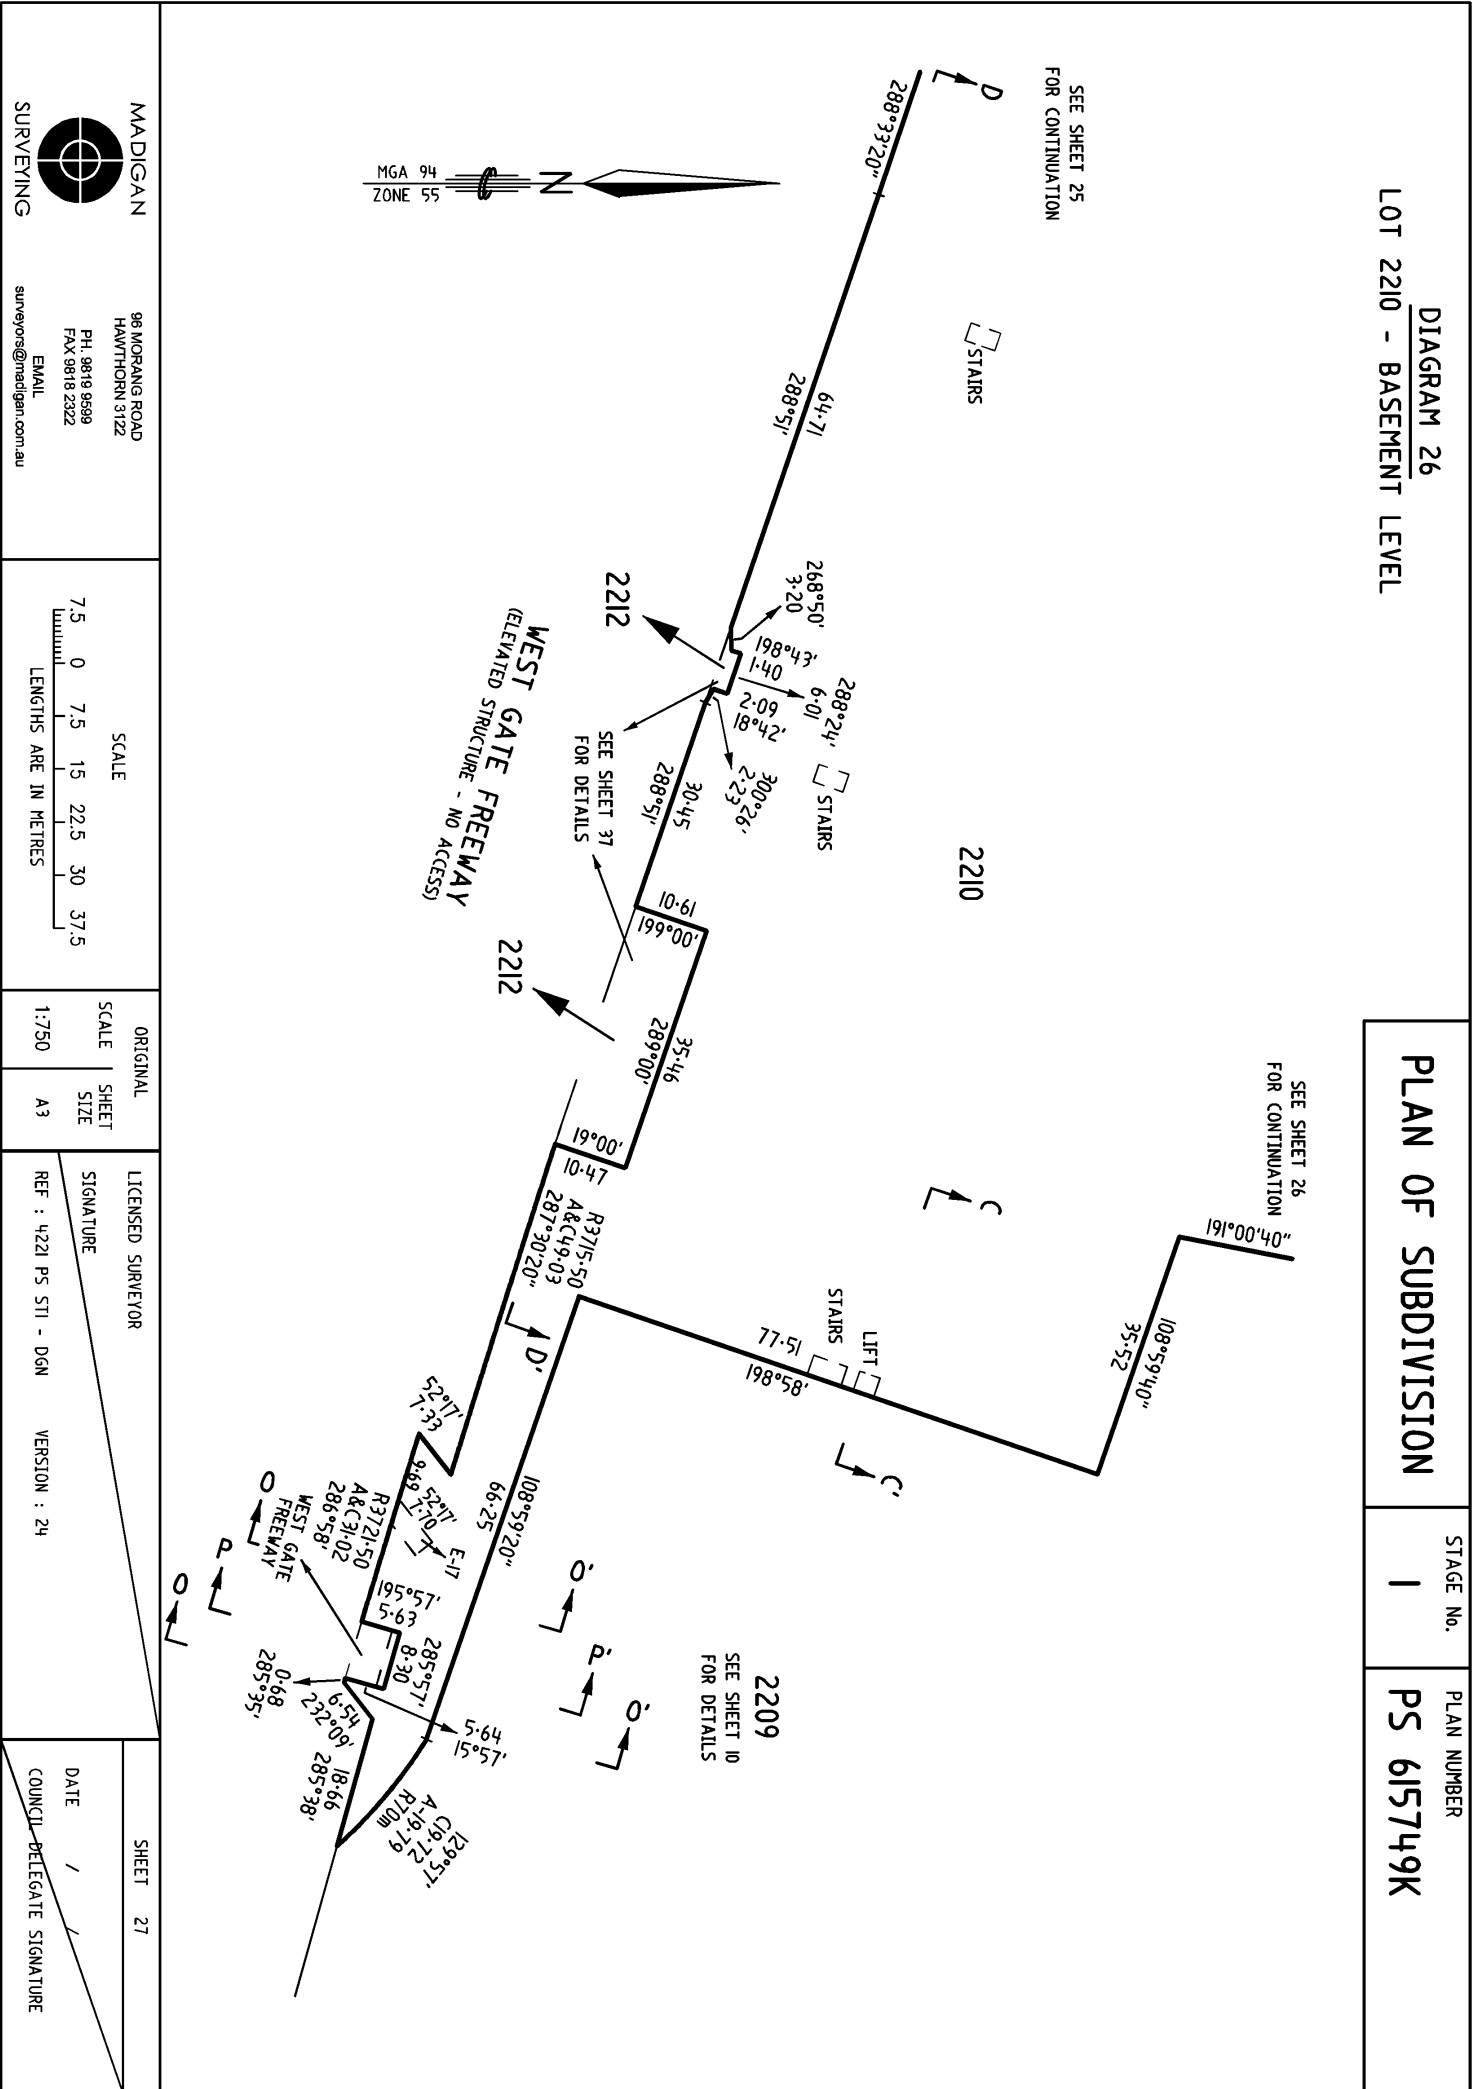 DIAGRAM 26
LOT 2210 - BASEMENT LEVEL
PLAN OF SUBDIVISION
STAGE No.
1
PLAN NUMBER
PS 615749K
SEE SHEET 25
FOR CONTINUATION
SEE SHEET 26
FOR CONTINUATION
191°00'40"
108°59'40"
35·52
D
288°33'20"
STAIRS
64·71
288°51'
MGA 94
ZONE 55
N
268°50'
3·20
198°43'
1·40
288°24'
6·01
2·09
18°42'
300°26'
2·23
STAIRS
2210
2212
SEE SHEET 37
FOR DETAILS
30·45
288°51'
WEST GATE FREEWAY
(ELEVATED STRUCTURE - NO ACCESS)
10·61
199°00'
2212
35·46
289°00'
19°00'
10·47
C
STAIRS
LIFT
77·51
198°58'
C'
R3715·50
A&C49·03
287°30'20"
D'
52°17'
7·33
108°59'20"
66·25
9·69
52°17'
7·70
E-17
R3721·50
A&C31·02
286°58'
WEST GATE
FREEWAY
O
P
O
195°57'
5·63
285°57'
8·30
O'
P'
O'
2209
SEE SHEET 10
FOR DETAILS
5·64
15°57'
0·68
285°35'
6·54
232°09'
18·66
285°38'
129°57'
C19·72
A-19·79
R70m
MADIGAN
SURVEYING
96 MORANG ROAD
HAWTHORN 3122
PH. 9819 9599
FAX 9818 2322
EMAIL
surveyors@madigan.com.au
SCALE
7.5 0 7.5 15 22.5 30 37.5
LENGTHS ARE IN METRES
ORIGINAL
SCALE
SHEET
SIZE
1:750
A3
LICENSED SURVEYOR
SIGNATURE
REF : 4221 PS ST1 - DGN VERSION : 24
SHEET 27
DATE / /
COUNCIL DELEGATE SIGNATURE